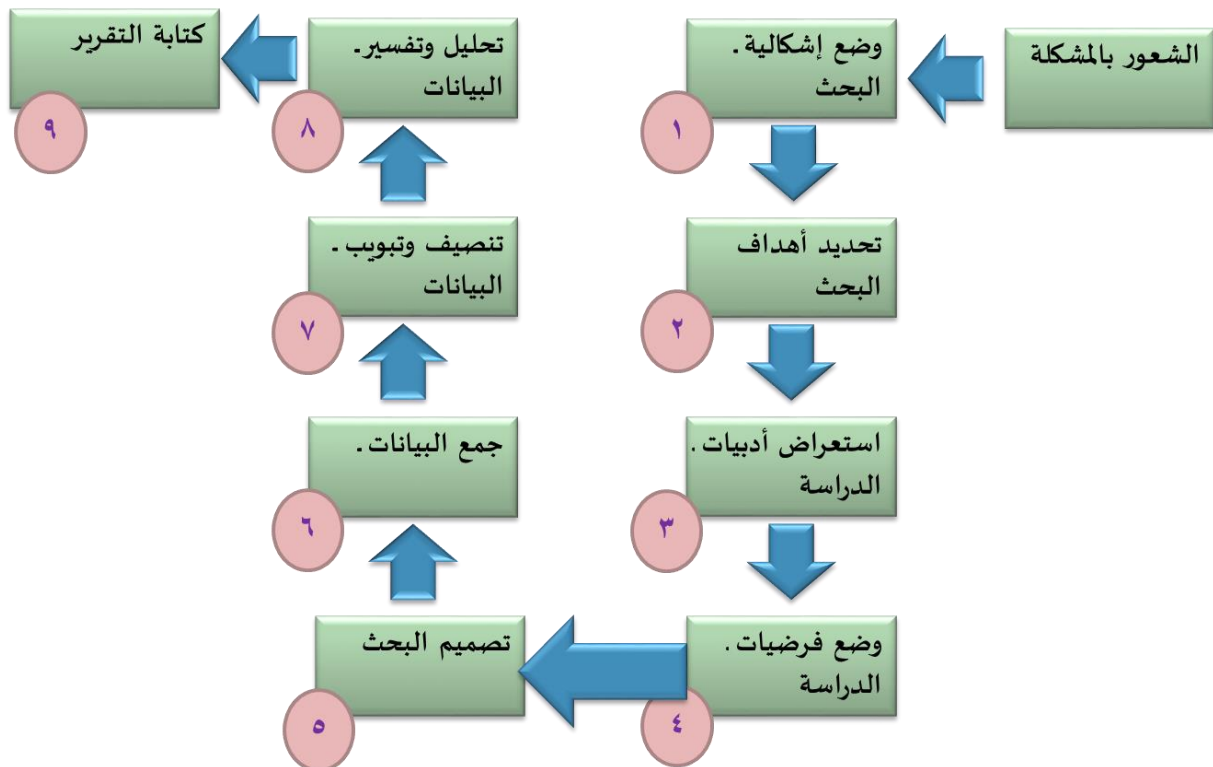 الشعور بالمشكلة
وضع إشكالية.
البحث
١
تحديد أهداف
البحث
٢
استعراض أدبيات.
الدراسة
٣
وضع فرضيات.
الدراسة
٤
تصميم البحث
٥
جمع البيانات.
٦
تنصيف وتبويب.
البيانات
٧
تحليل وتفسير.
البيانات
٨
كتابة التقرير
٩